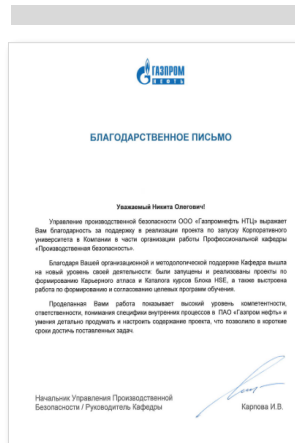 ГАЗПРОМ
НЕФТЬ
БЛАГОДАРСТВЕННОЕ ПИСЬМО
Уважаемый Никита Олегович!
Управление производственной безопасности ООО «Газпромнефть НТЦ» выражает
Вам благодарность за поддержку в реализации проекта по запуску Корпоративного
университета в Компании в части организации работы Профессиональной кафедры
«Производственная безопасность».
Благодаря Вашей организационной и методологической поддержке Кафедра вышла
на новый уровень своей деятельности: были запущены и реализованы проекты по
формированию Карьерного атласа и Каталога курсов Блока HSE, а также выстроена
работа по формированию и согласованию целевых программ обучения.
Проделанная Вами работа показывает высокий уровень компетентности,
ответственности, понимания специфики внутренних процессов в ПАО «Газпром нефть» и
умения детально продумать и настроить содержание проекта, что позволило в короткие
сроки достичь поставленных задач.
Начальник Управления Производственной
Безопасности / Руководитель Кафедры
Карпова И.В.